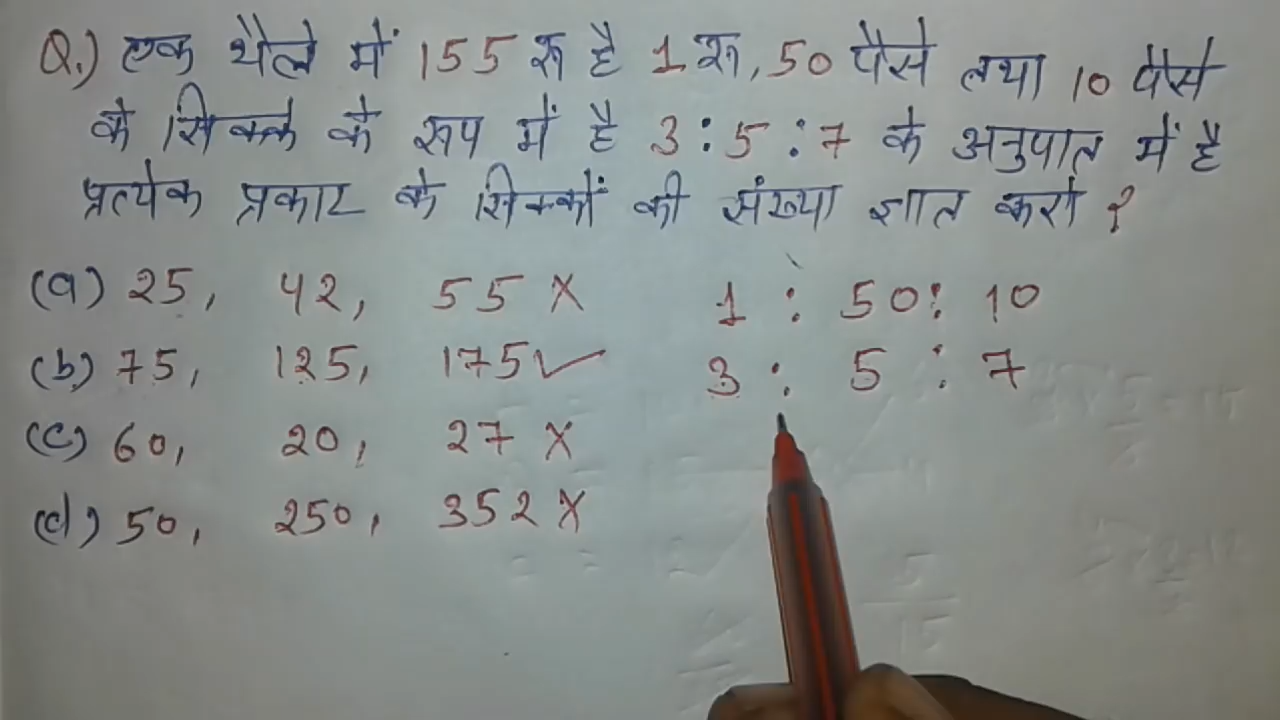 Q.) एक थैले में 155 रू है 1 रू, 50 पैसे तथा 10 पैसे
के सिक्के के रूप में है 3 : 5 : 7 के अनुपात में है
प्रत्येक प्रकार के सिक्कों की संख्या ज्ञात करो ?
(a) 25, 42, 55 X
(b) 75, 125, 175 ✓
(c) 60, 20, 27 X
(d) 50, 250, 352 X
1 : 50 : 10
3 : 5 : 7